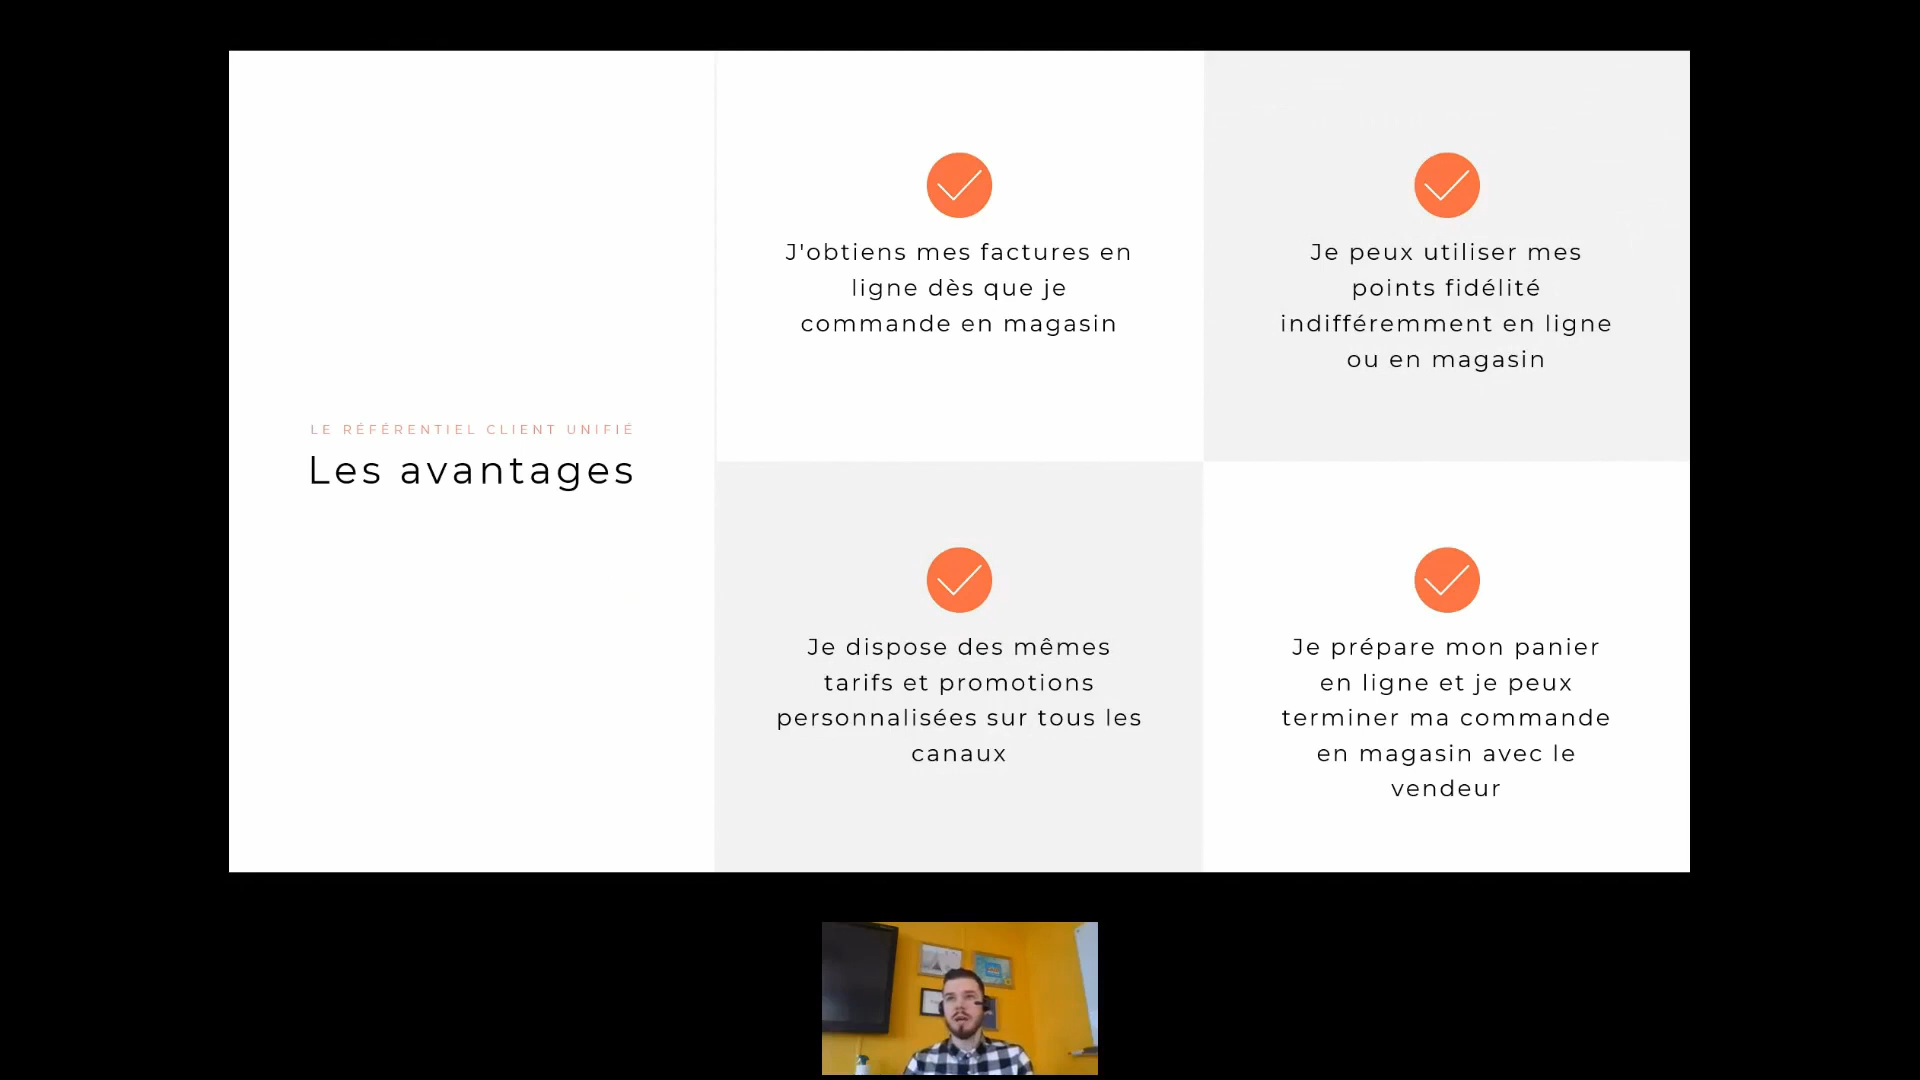 LE RÉFÉRENTIEL CLIENT UNIFIÉ
Les avantages
J'obtiens mes factures en
ligne dès que je
commande en magasin
Je peux utiliser mes
points fidélité
indifféremment en ligne
ou en magasin
Je dispose des mêmes
tarifs et promotions
personnalisées sur tous les
canaux
Je prépare mon panier
en ligne et je peux
terminer ma commande
en magasin avec le
vendeur